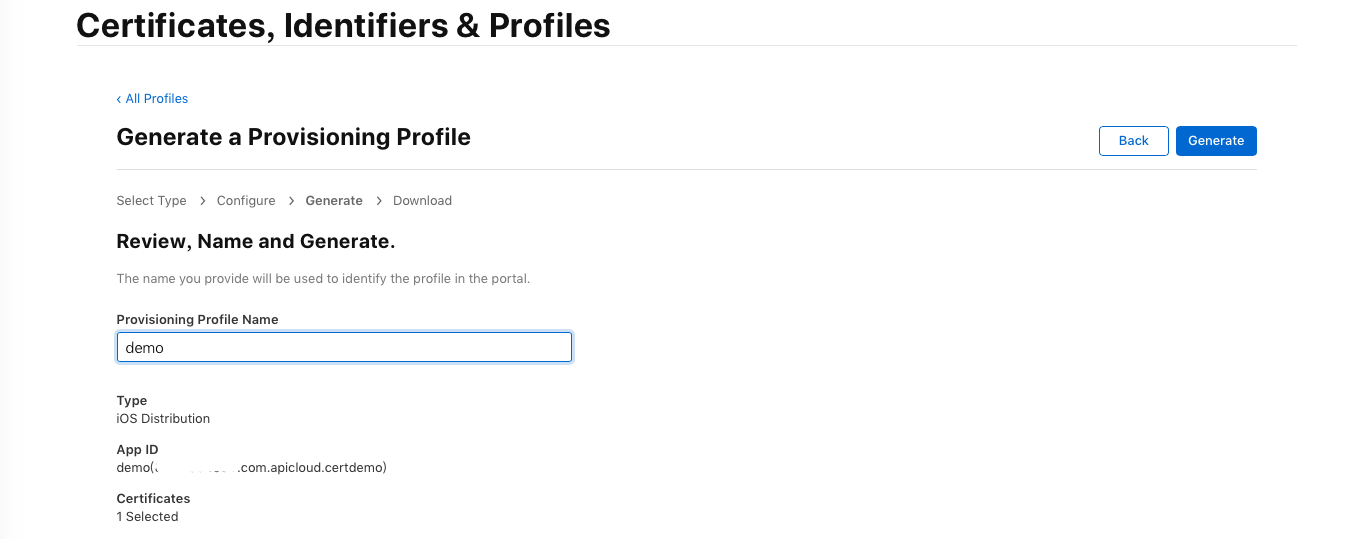 Certificates, Identifiers & Profiles
‹ All Profiles
Generate a Provisioning Profile
Back
Generate
Select Type > Configure > Generate > Download
Review, Name and Generate.
The name you provide will be used to identify the profile in the portal.
Provisioning Profile Name
demo
Type
iOS Distribution
App ID
demo( .com.apicloud.certdemo)
Certificates
1 Selected